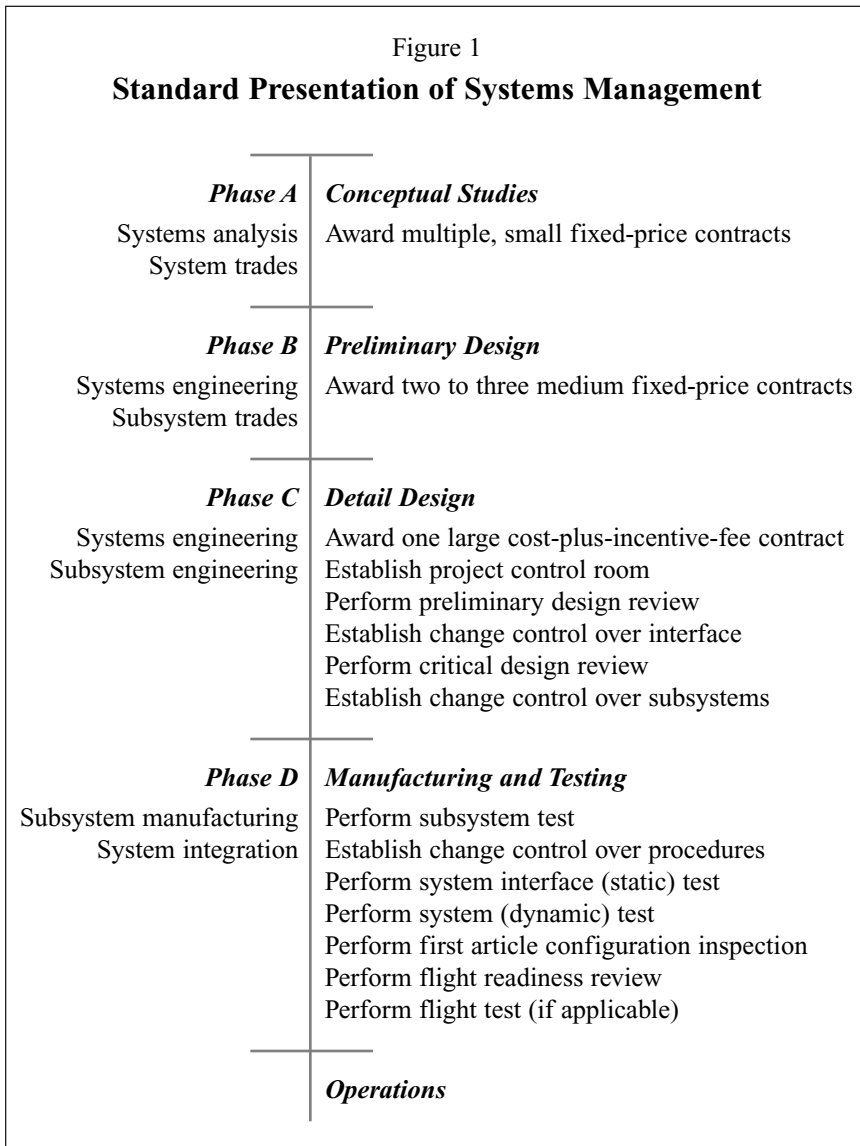 Figure 1
Standard Presentation of Systems Management
Phase A
Conceptual Studies
Systems analysis
Award multiple, small fixed-price contracts
System trades
Phase B
Preliminary Design
Systems engineering
Award two to three medium fixed-price contracts
Subsystem trades
Phase C
Detail Design
Systems engineering
Award one large cost-plus-incentive-fee contract
Subsystem engineering
Establish project control room
Perform preliminary design review
Establish change control over interface
Perform critical design review
Establish change control over subsystems
Phase D
Manufacturing and Testing
Subsystem manufacturing
Perform subsystem test
System integration
Establish change control over procedures
Perform system interface (static) test
Perform system (dynamic) test
Perform first article configuration inspection
Perform flight readiness review
Perform flight test (if applicable)
Operations